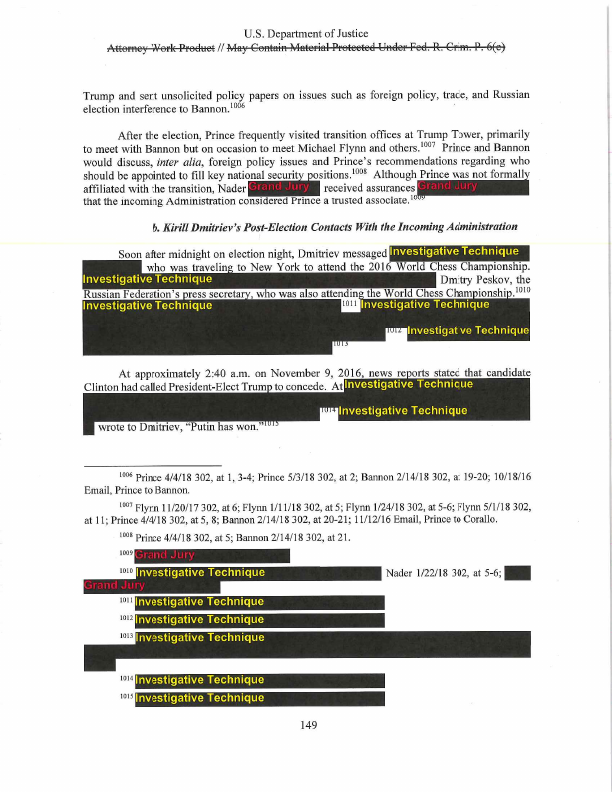 U.S. Department of Justice
Attorney Work Product // May Contain Material Protected Under Fed. R. Crim. P. 6(e)
Trump and sert unsolicited policy papers on issues such as foreign policy, trade, and Russian
election interference to Bannon.1006
After the election, Prince frequently visited transition offices at Trump Tower, primarily
to meet with Bannon but on occasion to meet Michael Flynn and others.1007 Prince and Bannon
would discuss, inter alia, foreign policy issues and Prince's recommendations regarding who
should be appointed to fill key national security positions.1008 Although Prince was not formally
affiliated with the transition, Nader Grand Jury received assurances Grand Jury
that the incoming Administration considered Prince a trusted associate.1009
b. Kirill Dmitriev's Post-Election Contacts With the Incoming Administration
Soon after midnight on election night, Dmitriev messaged Investigative Technique
who was traveling to New York to attend the 2016 World Chess Championship.
Investigative Technique Dmitry Peskov, the
Russian Federation's press secretary, who was also attending the World Chess Championship.1010
Investigative Technique 1011 Investigative Technique
1012 Investigative Technique
1013
At approximately 2:40 a.m. on November 9, 2016, news reports stated that candidate
Clinton had called President-Elect Trump to concede. At Investigative Technique
1014 Investigative Technique
wrote to Dmitriev, "Putin has won."1015
1006 Prince 4/4/18 302, at 1, 3-4; Prince 5/3/18 302, at 2; Bannon 2/14/18 302, at 19-20; 10/18/16
Email, Prince to Bannon.
1007 Flynn 11/20/17 302, at 6; Flynn 1/11/18 302, at 5; Flynn 1/24/18 302, at 5-6; Flynn 5/1/18 302,
at 11; Prince 4/4/18 302, at 5, 8; Bannon 2/14/18 302, at 20-21; 11/12/16 Email, Prince to Corallo.
1008 Prince 4/4/18 302, at 5; Bannon 2/14/18 302, at 21.
1009 Grand Jury
1010 Investigative Technique Nader 1/22/18 302, at 5-6;
Grand Jury
1011 Investigative Technique
1012 Investigative Technique
1013 Investigative Technique
1014 Investigative Technique
1015 Investigative Technique
149